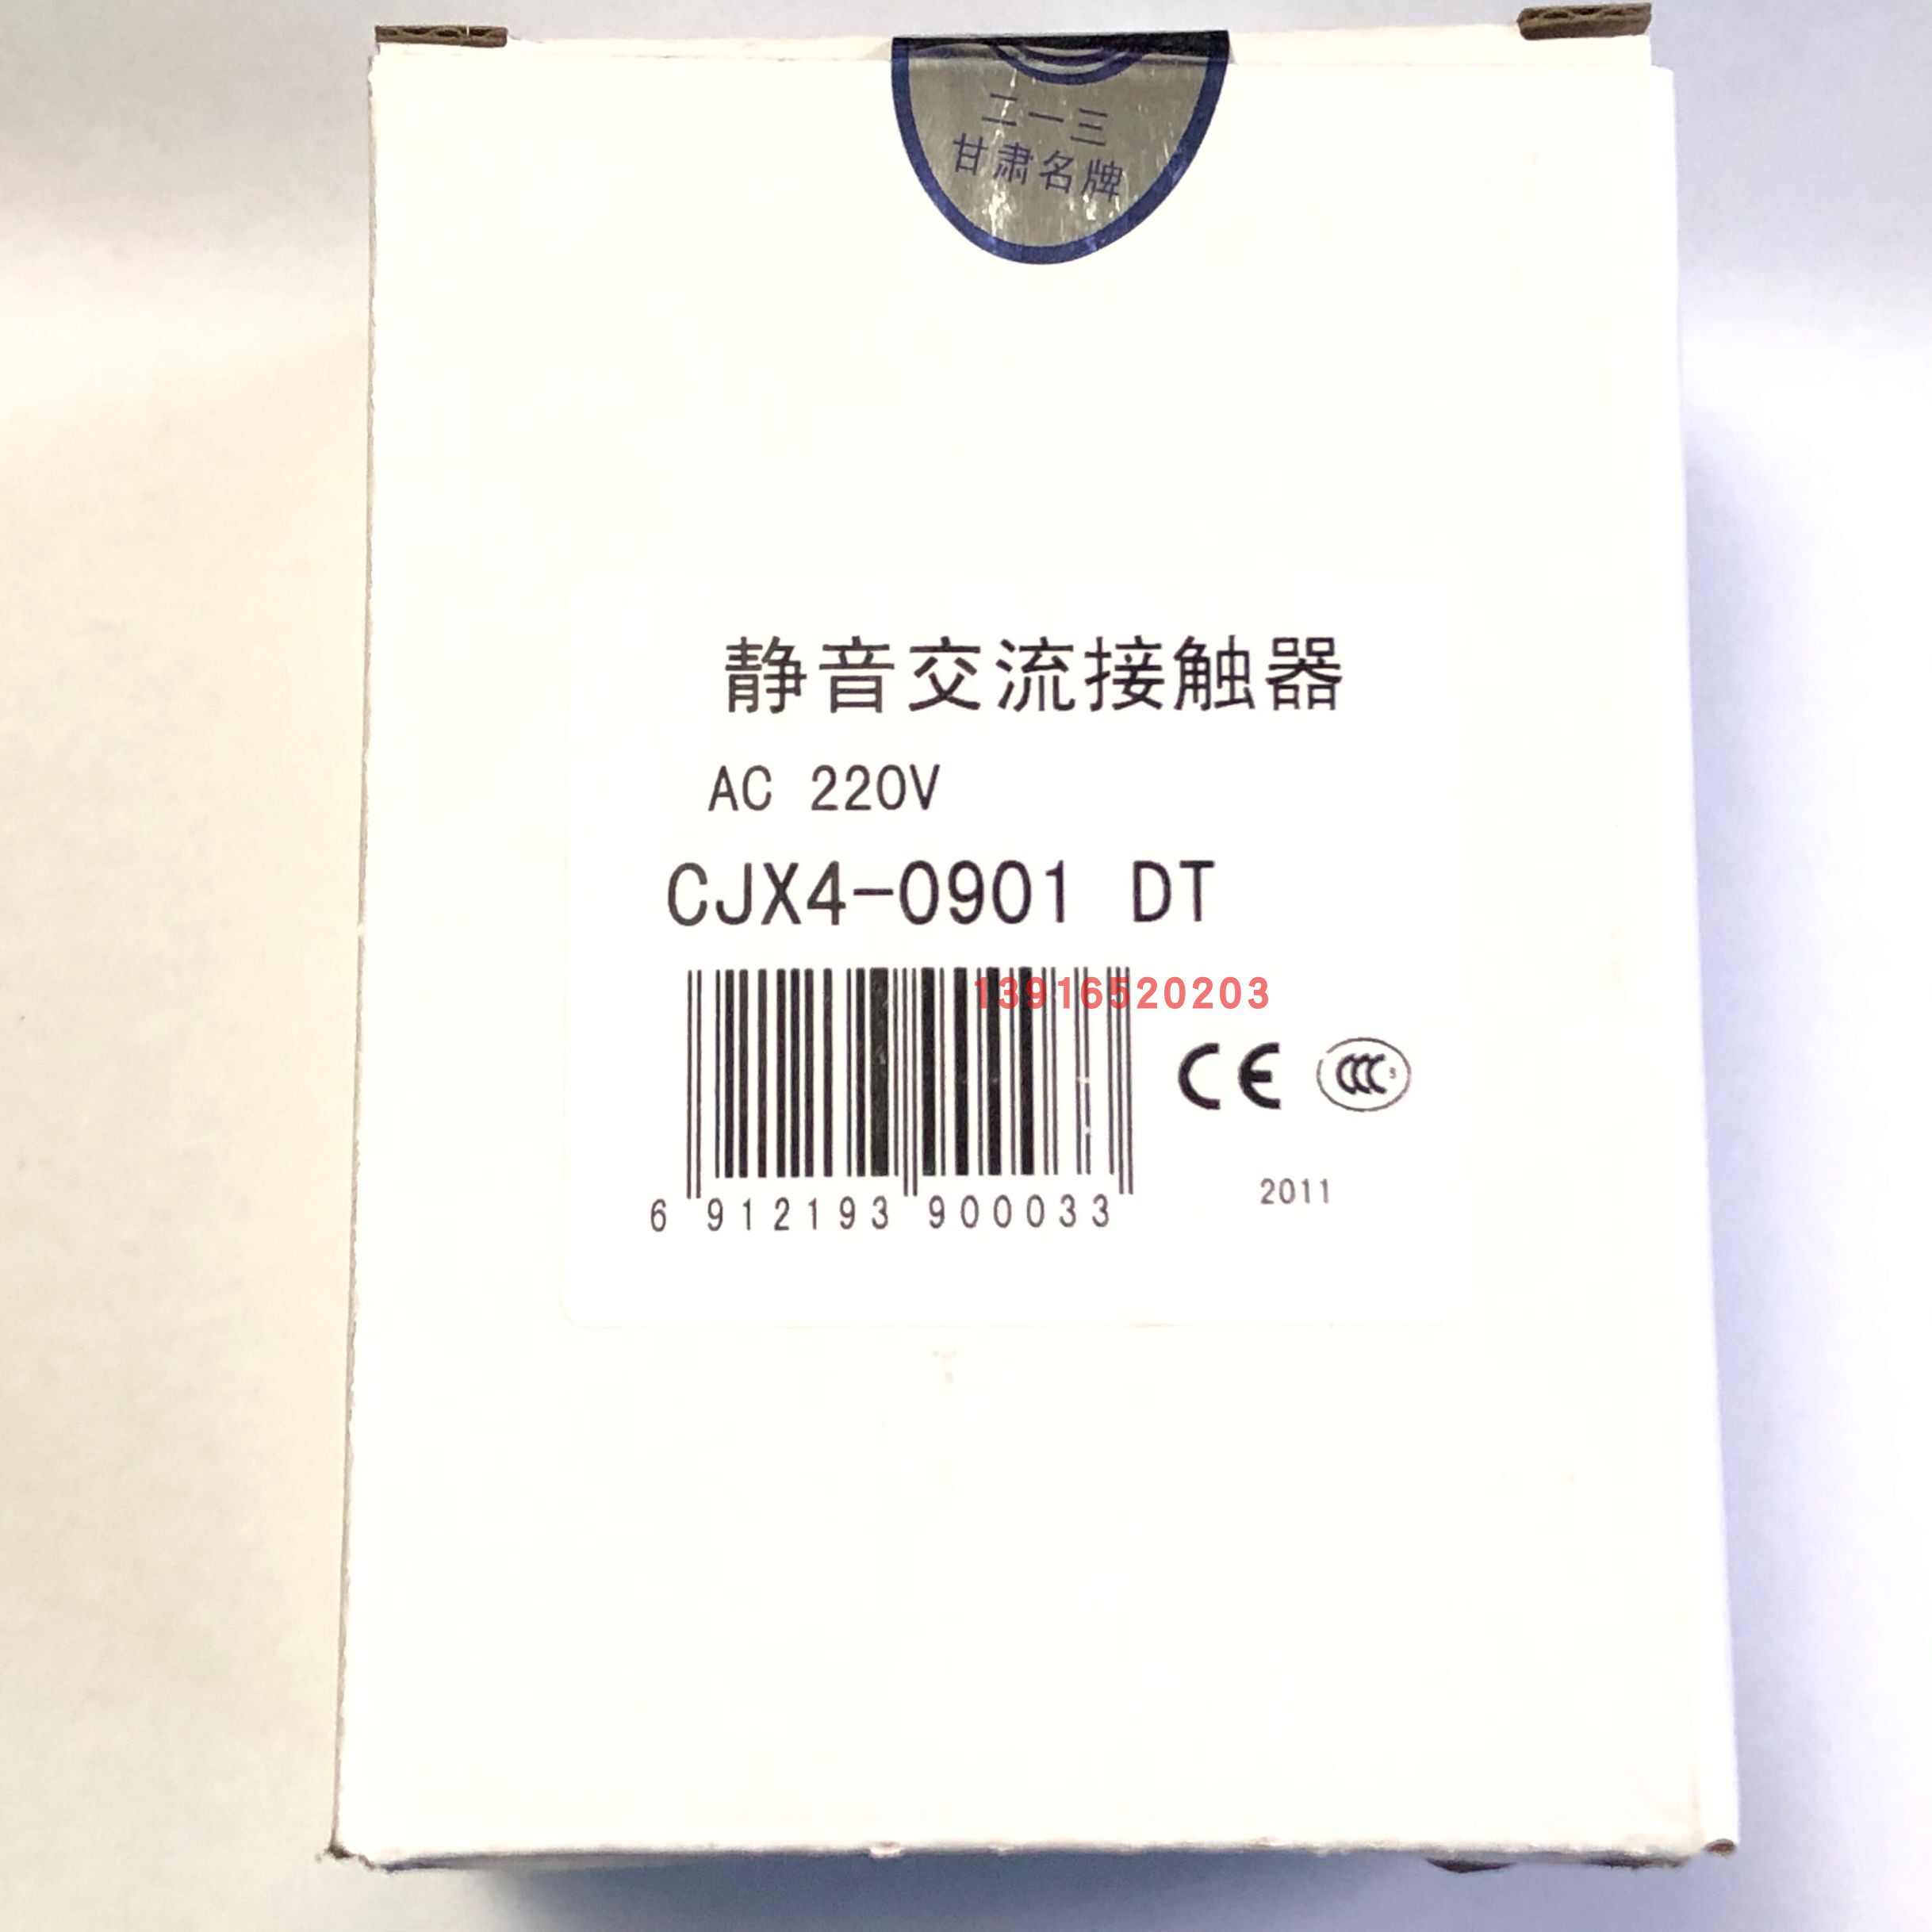 二一三
甘肃名牌
静音交流接触器
AC 220V
CJX4-0901 DT
13916520203
CE CCC S
6 912193 900033
2011